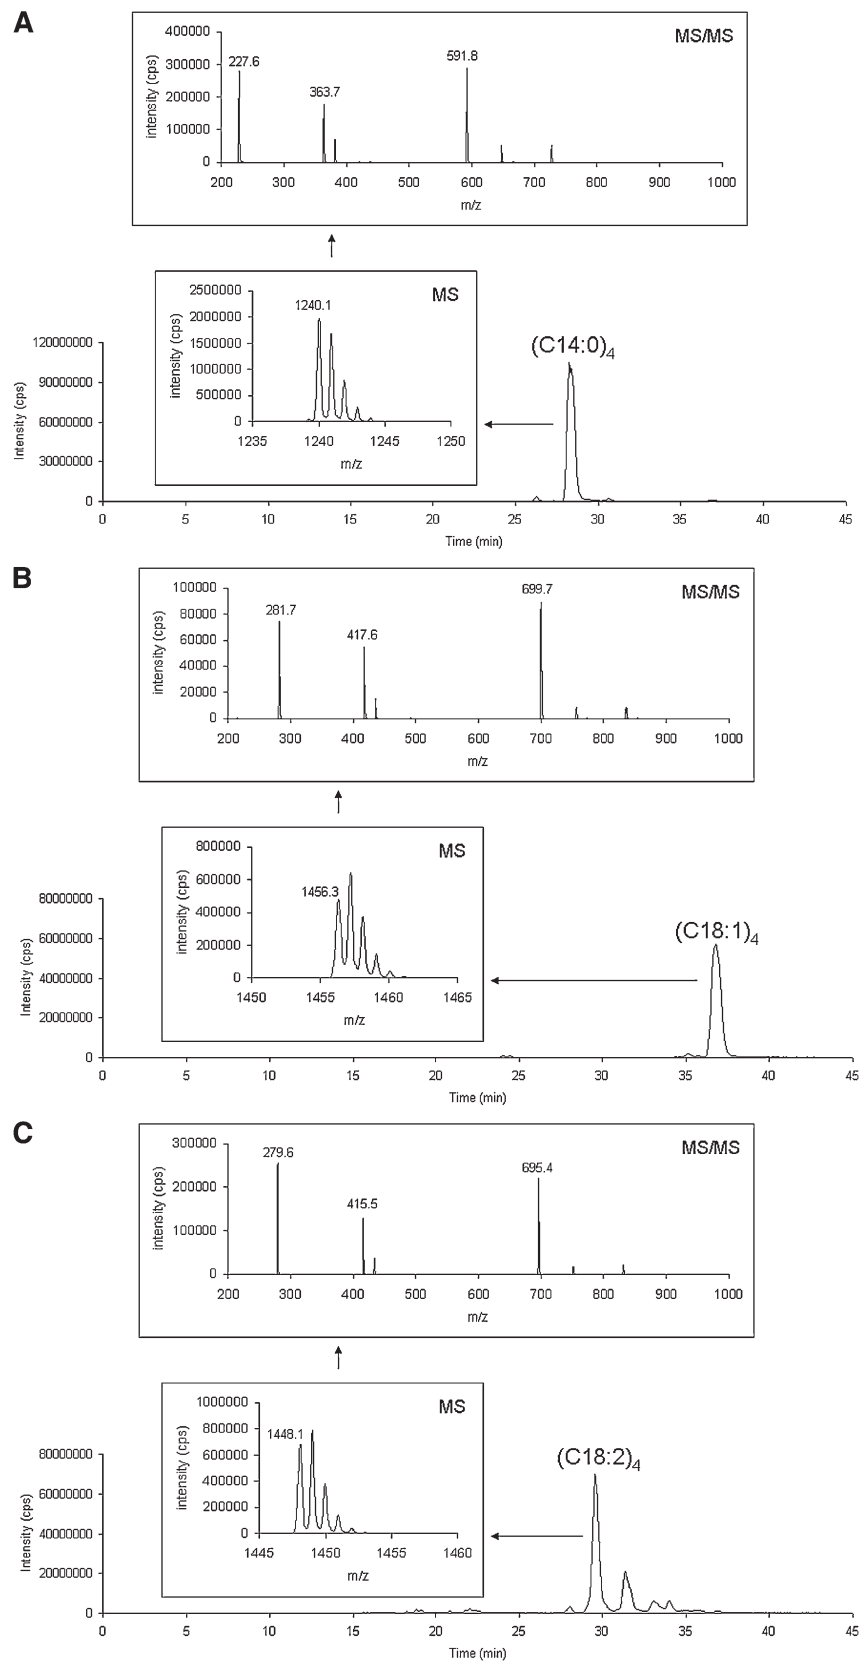 A
MS/MS
400000
300000
200000
100000
0
intensity (cps)
227.6
363.7
591.8
200 300 400 500 600 700 800 900 1000
m/z
MS
2500000
2000000
1500000
1000000
500000
0
intensity (cps)
1240.1
1235 1240 1245 1250
m/z
120000000
90000000
60000000
30000000
0
Intensity (cps)
(C14:0)4
0 5 10 15 20 25 30 35 40 45
Time (min)
B
MS/MS
100000
80000
60000
40000
20000
0
intensity (cps)
281.7
417.6
699.7
200 300 400 500 600 700 800 900 1000
m/z
MS
800000
600000
400000
200000
0
intensity (cps)
1456.3
1450 1455 1460 1465
m/z
80000000
60000000
40000000
20000000
0
Intensity (cps)
(C18:1)4
0 5 10 15 20 25 30 35 40 45
Time (min)
C
MS/MS
300000
200000
100000
0
intensity (cps)
279.6
415.5
695.4
200 300 400 500 600 700 800 900 1000
m/z
MS
1000000
800000
600000
400000
200000
0
intensity (cps)
1448.1
1445 1450 1455 1460
m/z
80000000
60000000
40000000
20000000
0
Intensity (cps)
(C18:2)4
0 5 10 15 20 25 30 35 40 45
Time (min)